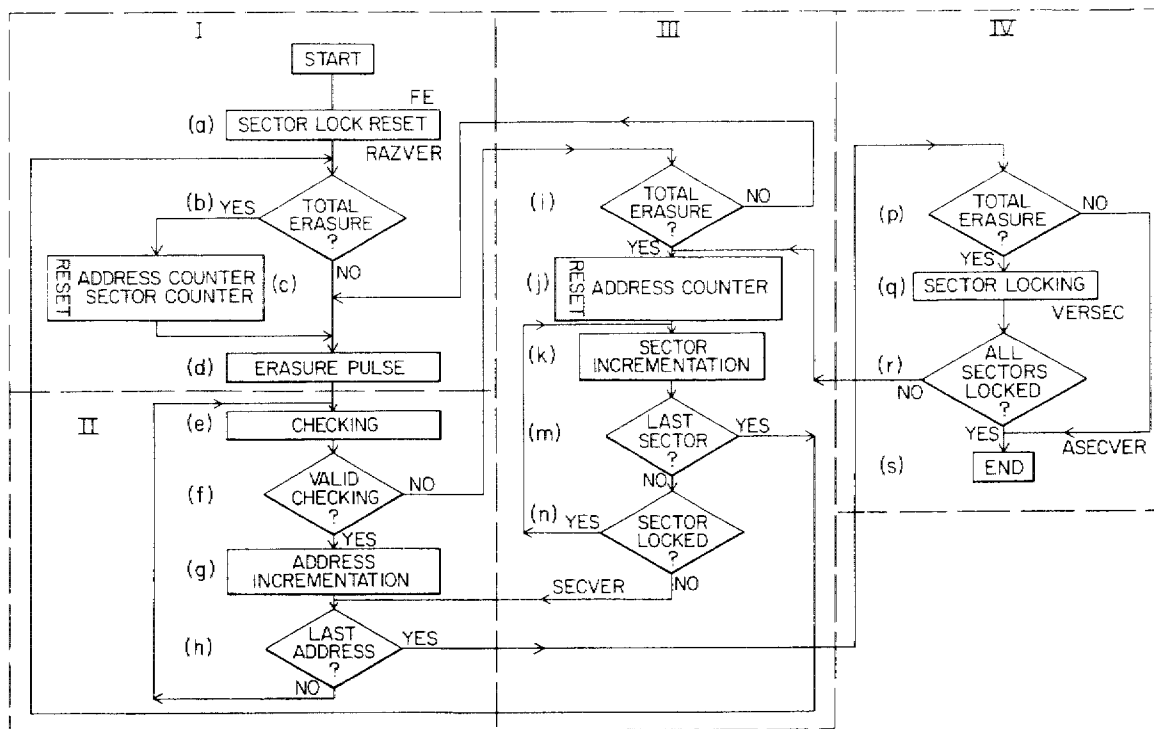 I
START
FE
(a)
SECTOR LOCK RESET
RAZVER
(b)
YES
TOTAL
ERASURE
?
NO
RESET
ADDRESS COUNTER
SECTOR COUNTER
(c)
(d)
ERASURE PULSE
II
(e)
CHECKING
(f)
VALID
CHECKING
?
NO
YES
(g)
ADDRESS
INCREMENTATION
(h)
LAST
ADDRESS
?
YES
NO
III
(i)
TOTAL
ERASURE
?
NO
YES
(j)
RESET
ADDRESS COUNTER
(k)
SECTOR
INCREMENTATION
(m)
LAST
SECTOR
?
YES
NO
(n)
YES
SECTOR
LOCKED
?
NO
SECVER
IV
(p)
TOTAL
ERASURE
?
NO
YES
(q)
SECTOR LOCKING
VERSEC
(r)
ALL
SECTORS
LOCKED
?
NO
YES
ASECVER
(s)
END